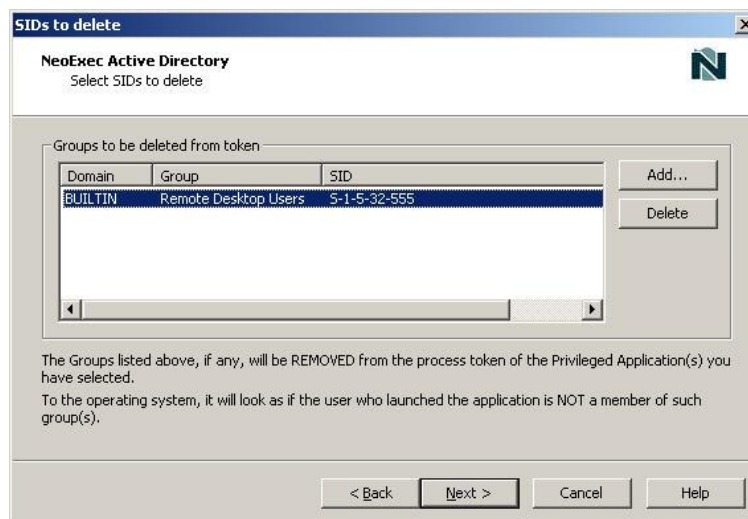 SIDs to delete
NeoExec Active Directory
Select SIDs to delete
N
Groups to be deleted from token
Domain Group SID
BUILTIN Remote Desktop Users S-1-5-32-555
Add...
Delete
The Groups listed above, if any, will be REMOVED from the process token of the Privileged Application(s) you
have selected.
To the operating system, it will look as if the user who launched the application is NOT a member of such
group(s).
< Back Next > Cancel Help